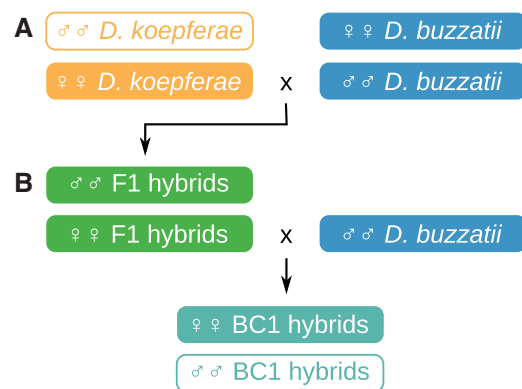 A
♂♂ D. koepferae
♀♀ D. buzzatii
♀♀ D. koepferae
x
♂♂ D. buzzatii
B
♂♂ F1 hybrids
♀♀ F1 hybrids
x
♂♂ D. buzzatii
♀♀ BC1 hybrids
♂♂ BC1 hybrids